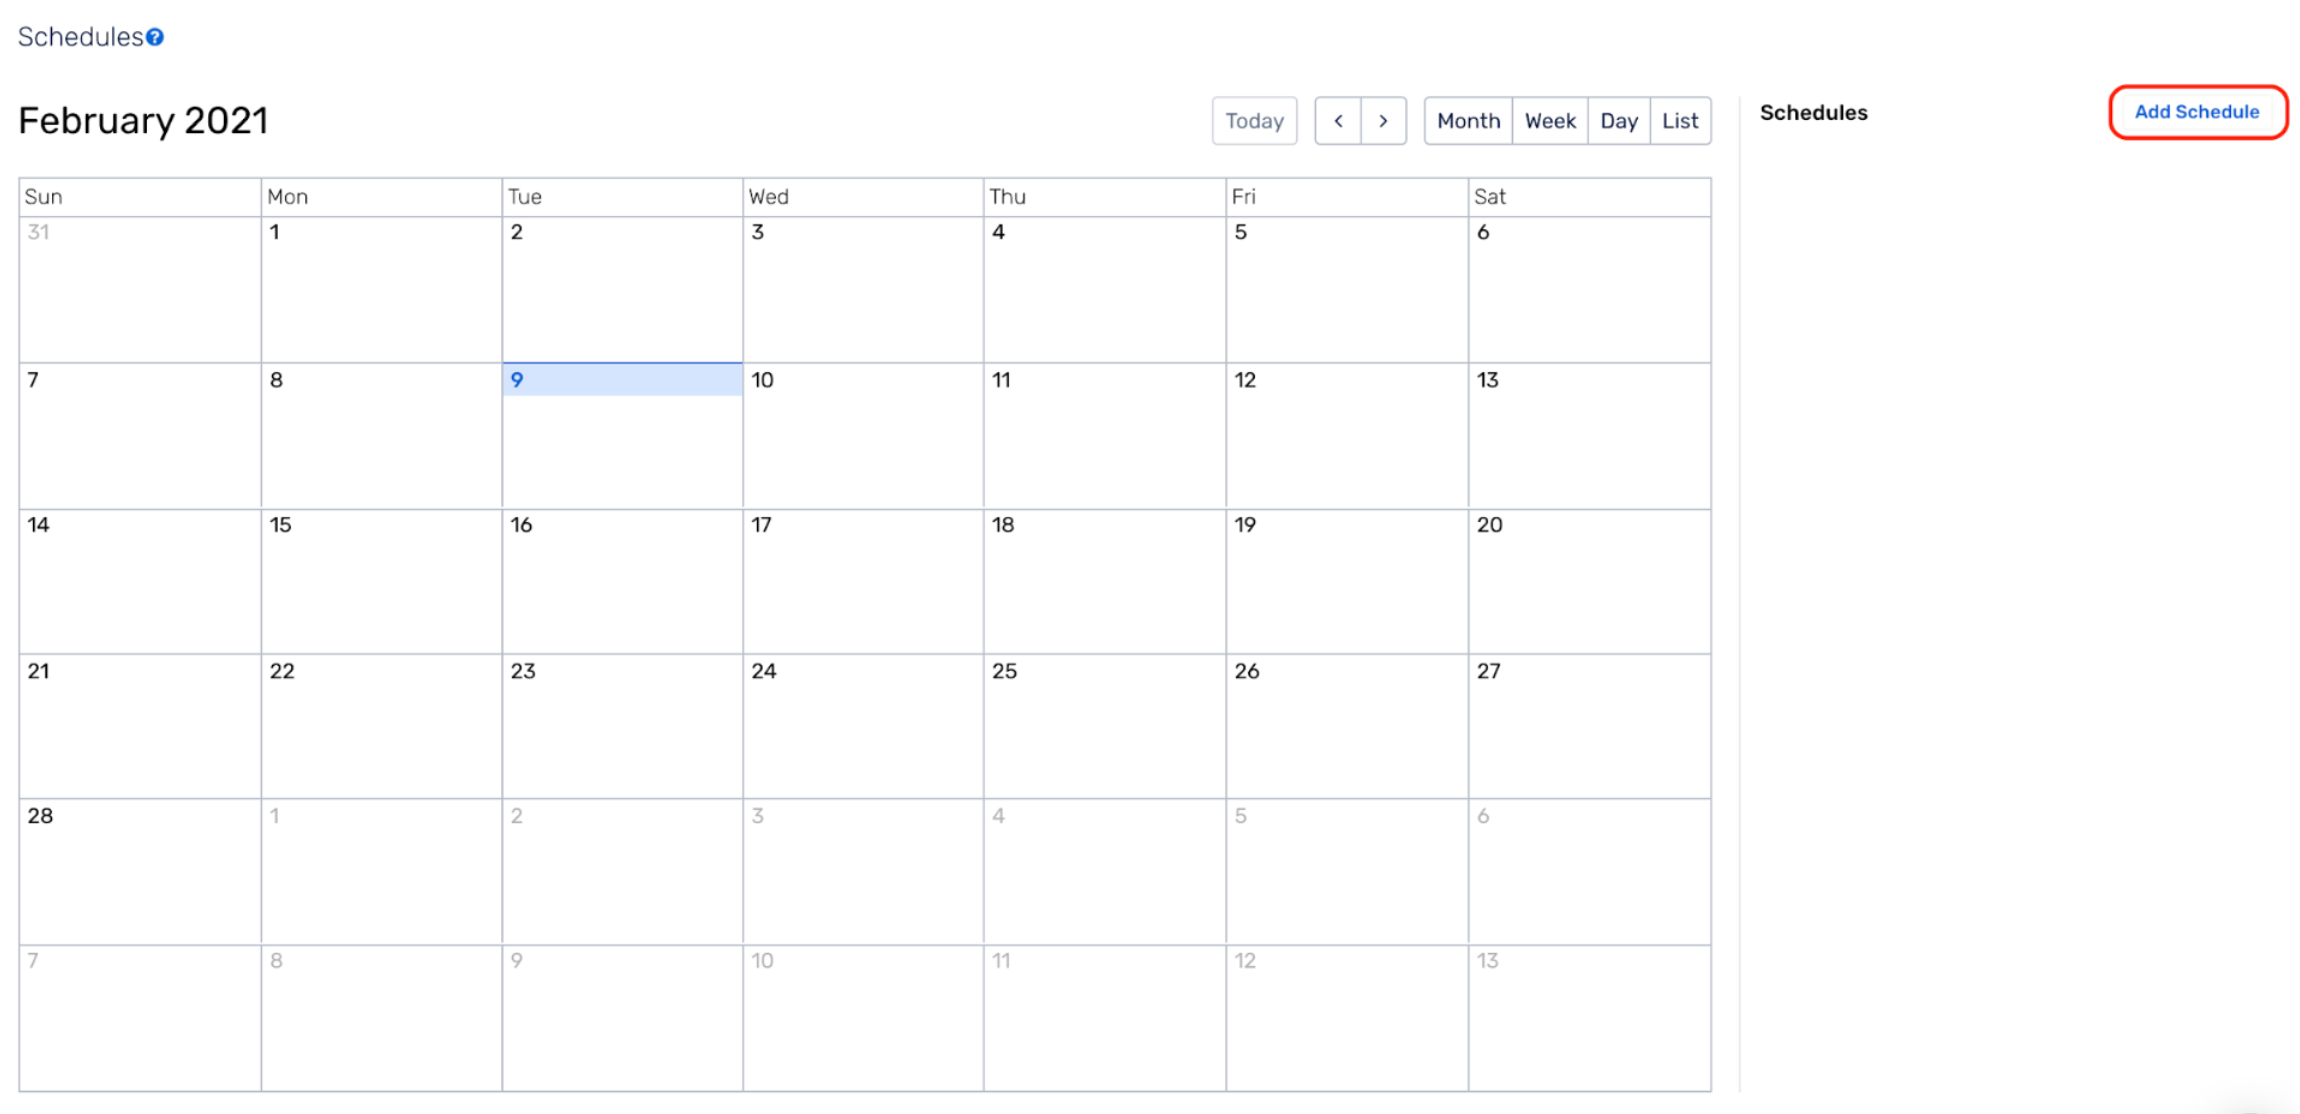 Schedules
February 2021
Today < > Month Week Day List
Schedules
Add Schedule
Sun Mon Tue Wed Thu Fri Sat
31 1 2 3 4 5 6
7 8 9 10 11 12 13
14 15 16 17 18 19 20
21 22 23 24 25 26 27
28 1 2 3 4 5 6
7 8 9 10 11 12 13